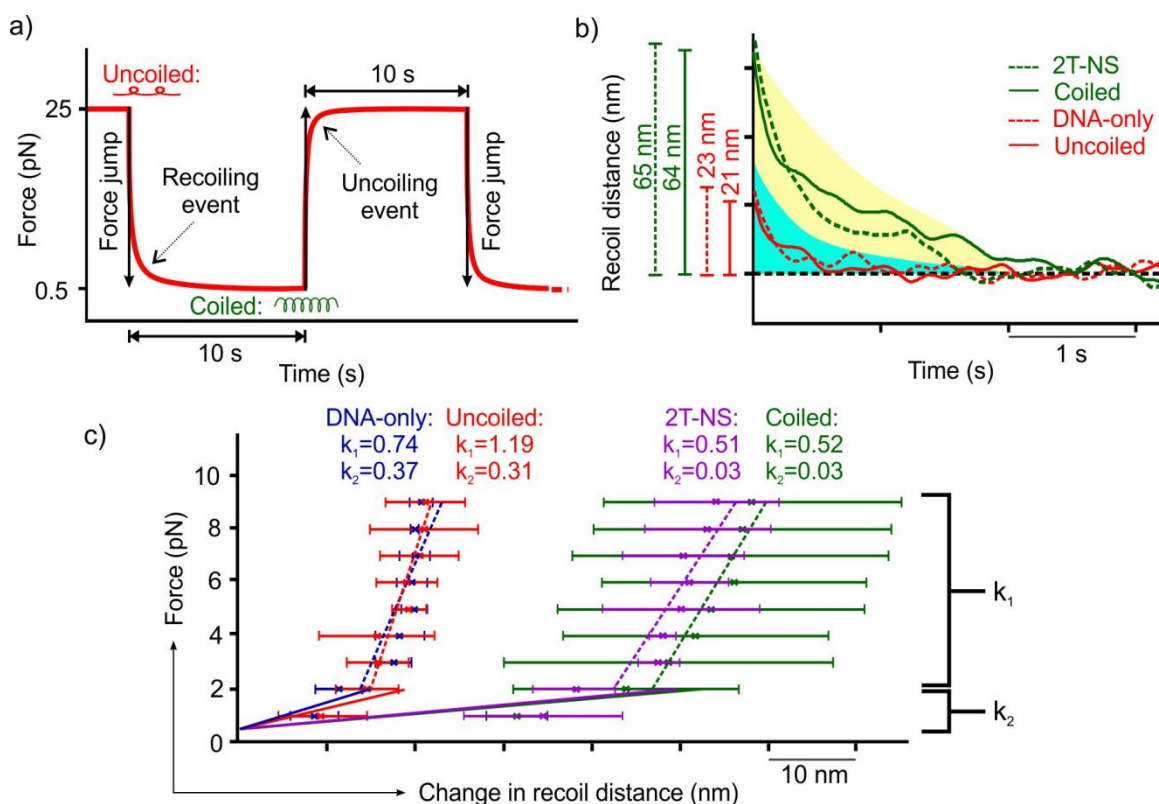 a)
Uncoiled:
10 s
25
Force (pN)
Force jump
Recoiling
event
Uncoiling
event
Force jump
0.5
Coiled:
10 s
Time (s)
b)
Recoil distance (nm)
65 nm
64 nm
23 nm
21 nm
2T-NS
Coiled
DNA-only
Uncoiled
1 s
Time (s)
c)
DNA-only:
k₁=0.74
k₂=0.37
Uncoiled:
k₁=1.19
k₂=0.31
2T-NS:
k₁=0.51
k₂=0.03
Coiled:
k₁=0.52
k₂=0.03
Force (pN)
10
8
6
4
2
0
k₁
k₂
10 nm
Change in recoil distance (nm)